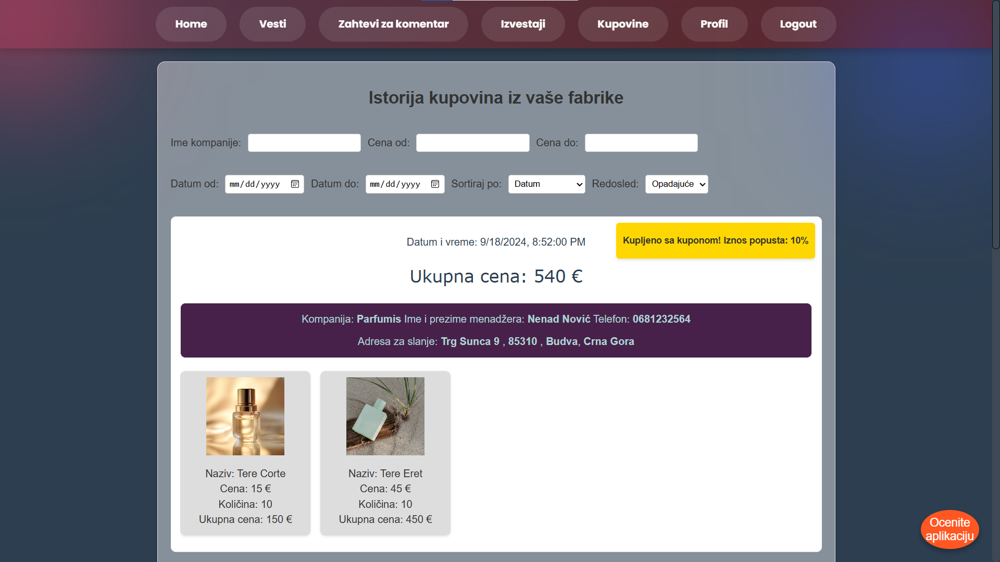 Home Vesti Zahtevi za komentar Izvestaji Kupovine Profil Logout
Istorija kupovina iz vaše fabrike
Ime kompanije: Cena od: Cena do:
Datum od: mm/dd/yyyy Datum do: mm/dd/yyyy Sortiraj po: Datum Redosled: Opadajuće
Datum i vreme: 9/18/2024, 8:52:00 PM
Kupljeno sa kuponom! Iznos popusta: 10%
Ukupna cena: 540 €
Kompanija: Parfumis Ime i prezime menadžera: Nenad Nović Telefon: 0681232564
Adresa za slanje: Trg Sunca 9 , 85310 , Budva, Crna Gora
Naziv: Tere Corte
Cena: 15 €
Količina: 10
Ukupna cena: 150 €
Naziv: Tere Eret
Cena: 45 €
Količina: 10
Ukupna cena: 450 €
Ocenite
aplikaciju